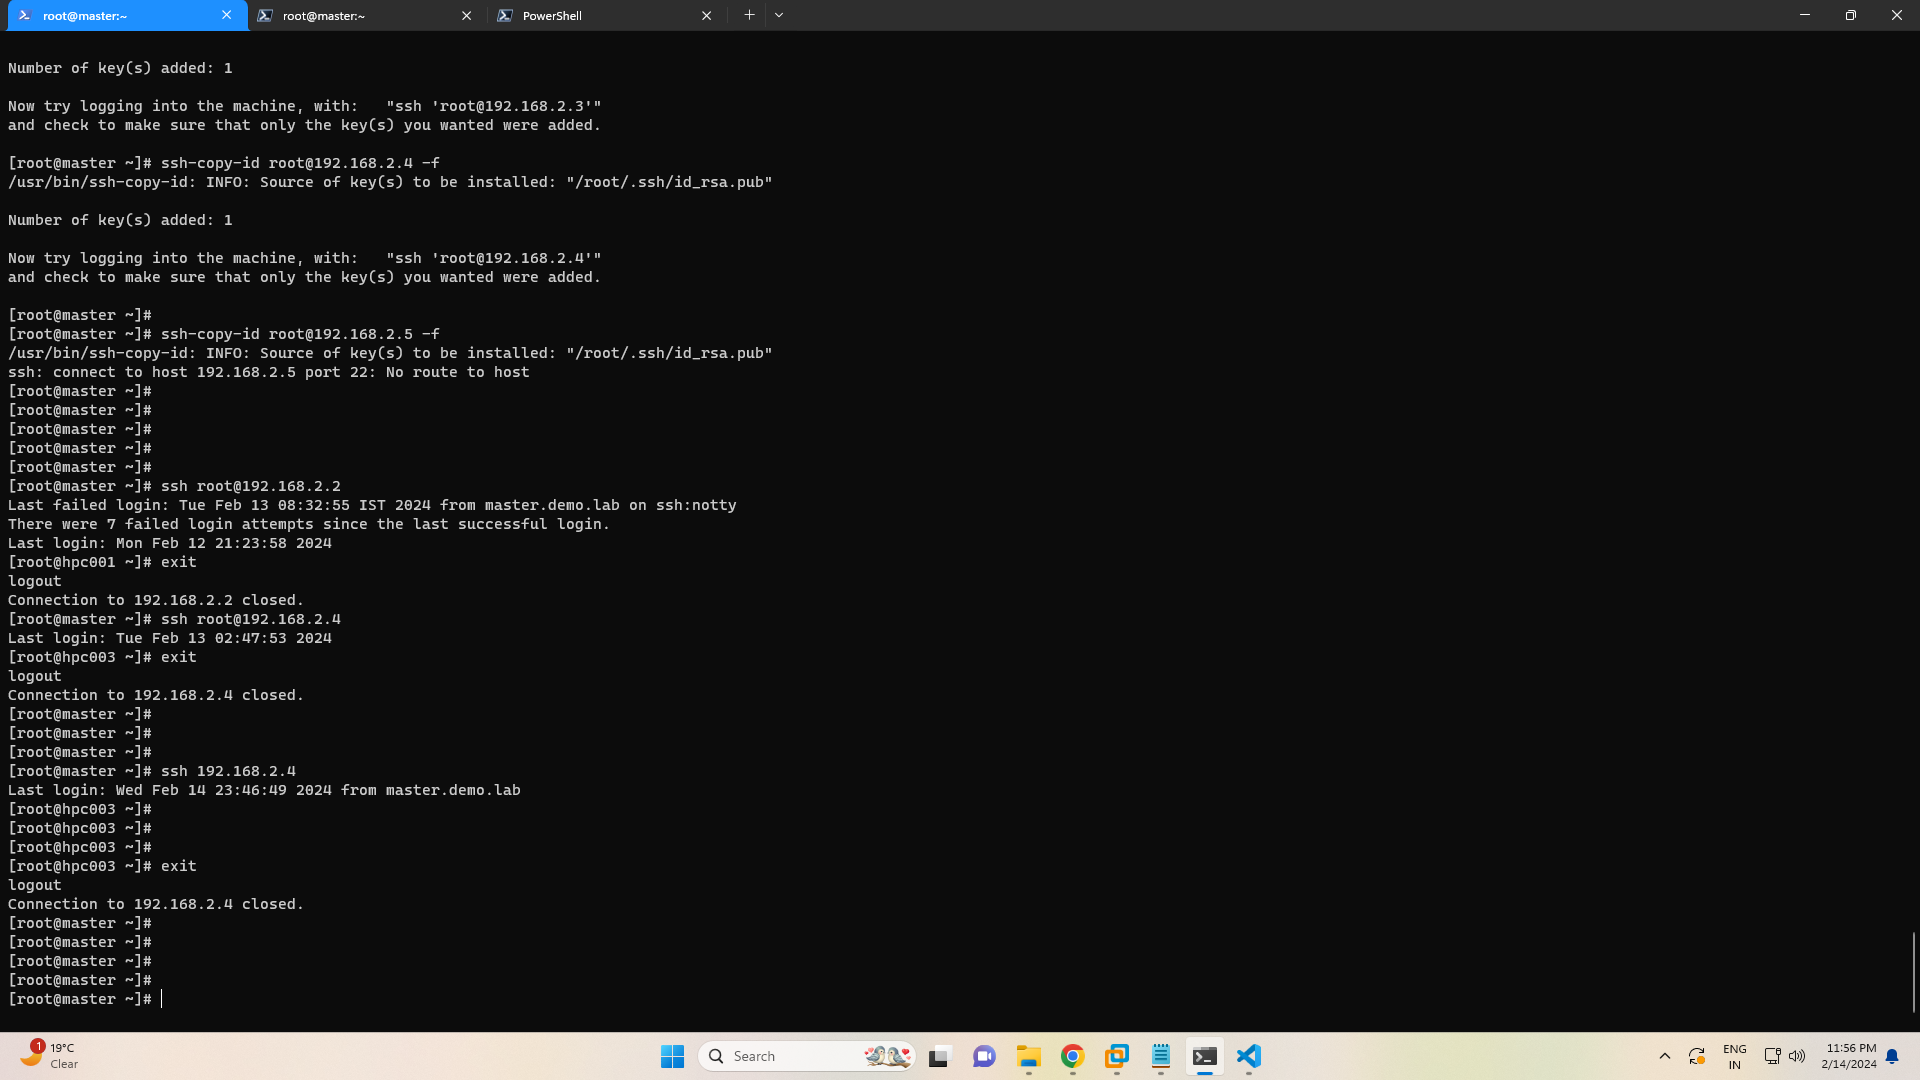 root@master:~
root@master:~
PowerShell
Number of key(s) added: 1
Now try logging into the machine, with:   "ssh 'root@192.168.2.3'"
and check to make sure that only the key(s) you wanted were added.
[root@master ~]# ssh-copy-id root@192.168.2.4 -f
/usr/bin/ssh-copy-id: INFO: Source of key(s) to be installed: "/root/.ssh/id_rsa.pub"
Number of key(s) added: 1
Now try logging into the machine, with:   "ssh 'root@192.168.2.4'"
and check to make sure that only the key(s) you wanted were added.
[root@master ~]#
[root@master ~]# ssh-copy-id root@192.168.2.5 -f
/usr/bin/ssh-copy-id: INFO: Source of key(s) to be installed: "/root/.ssh/id_rsa.pub"
ssh: connect to host 192.168.2.5 port 22: No route to host
[root@master ~]#
[root@master ~]#
[root@master ~]#
[root@master ~]#
[root@master ~]#
[root@master ~]# ssh root@192.168.2.2
Last failed login: Tue Feb 13 08:32:55 IST 2024 from master.demo.lab on ssh:notty
There were 7 failed login attempts since the last successful login.
Last login: Mon Feb 12 21:23:58 2024
[root@hpc001 ~]# exit
logout
Connection to 192.168.2.2 closed.
[root@master ~]# ssh root@192.168.2.4
Last login: Tue Feb 13 02:47:53 2024
[root@hpc003 ~]# exit
logout
Connection to 192.168.2.4 closed.
[root@master ~]#
[root@master ~]#
[root@master ~]#
[root@master ~]# ssh 192.168.2.4
Last login: Wed Feb 14 23:46:49 2024 from master.demo.lab
[root@hpc003 ~]#
[root@hpc003 ~]#
[root@hpc003 ~]#
[root@hpc003 ~]# exit
logout
Connection to 192.168.2.4 closed.
[root@master ~]#
[root@master ~]#
[root@master ~]#
[root@master ~]#
[root@master ~]#
1
19°C
Clear
Search
ENG
IN
11:56 PM
2/14/2024